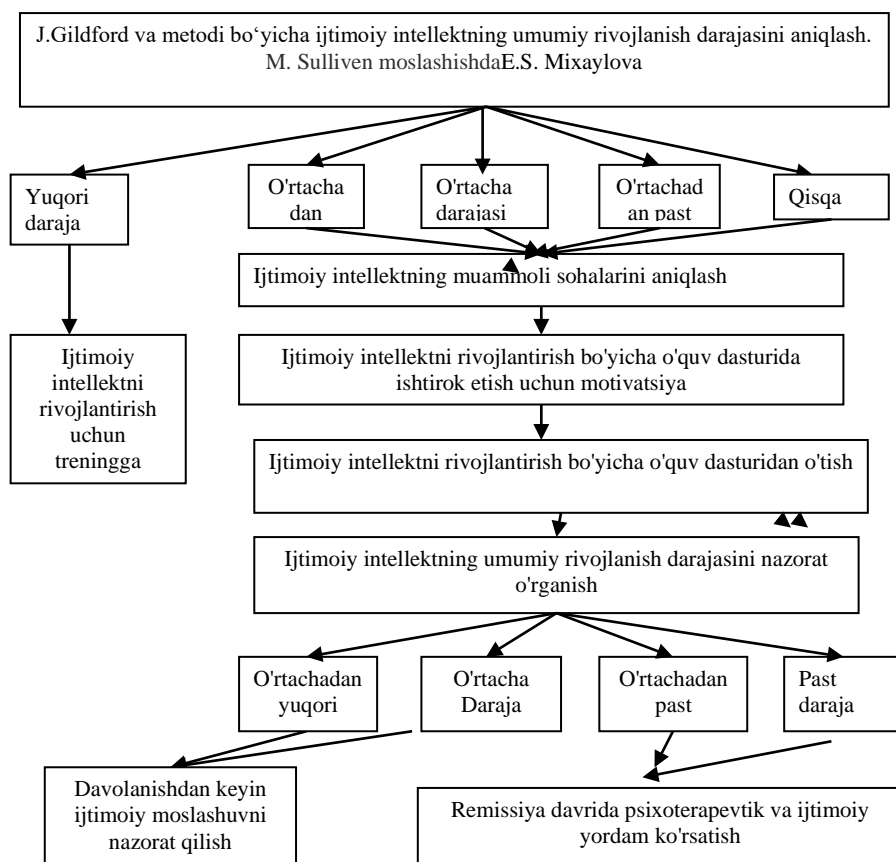 J.Gildford va metodi bo‘yicha ijtimoiy intellektning umumiy rivojlanish darajasini aniqlash.
M. Sulliven moslashishdaE.S. Mixaylova
Yuqori
daraja
O'rtacha
dan
O'rtacha
darajasi
O'rtachad
an past
Qisqa
Ijtimoiy intellektning muammoli sohalarini aniqlash
Ijtimoiy
intellektni
rivojlantirish
uchun
treningga
Ijtimoiy intellektni rivojlantirish bo'yicha o'quv dasturida
ishtirok etish uchun motivatsiya
Ijtimoiy intellektni rivojlantirish bo'yicha o'quv dasturidan o'tish
Ijtimoiy intellektning umumiy rivojlanish darajasini nazorat
o'rganish
O'rtachadan
yuqori
O'rtacha
Daraja
O'rtachadan
past
Past
daraja
Davolanishdan keyin
ijtimoiy moslashuvni
nazorat qilish
Remissiya davrida psixoterapevtik va ijtimoiy
yordam ko'rsatish